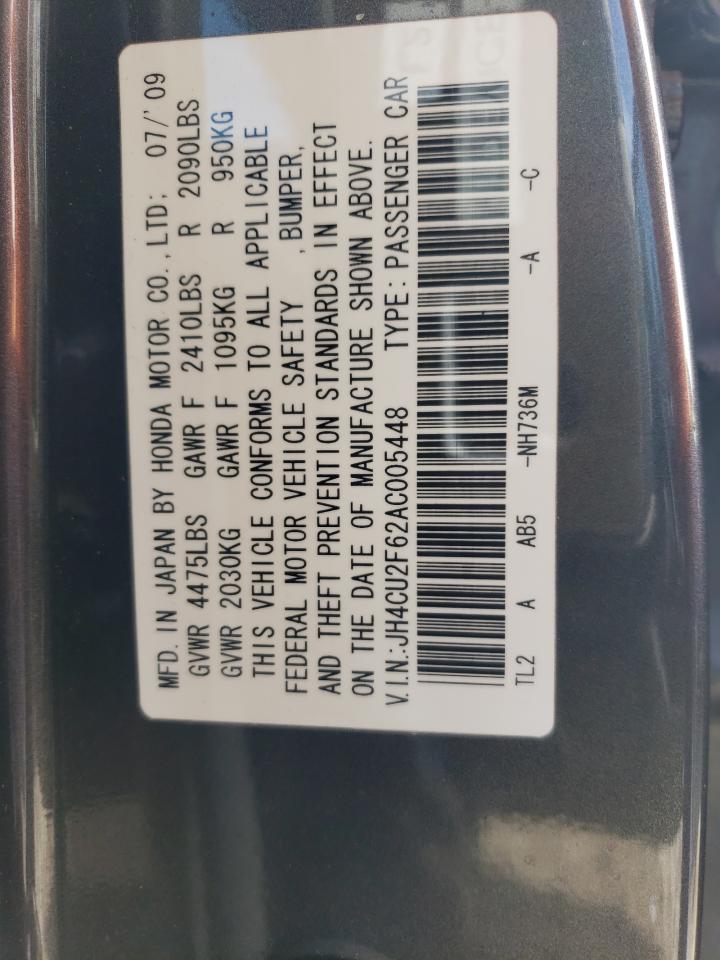 MFD. IN JAPAN BY HONDA MOTOR CO., LTD: 07/'09
GVWR 4475LBS GAWR F 2410LBS R 2090LBS
GVWR 2030KG GAWR F 1095KG R 950KG
THIS VEHICLE CONFORMS TO ALL APPLICABLE
FEDERAL MOTOR VEHICLE SAFETY , BUMPER,
AND THEFT PREVENTION STANDARDS IN EFFECT
ON THE DATE OF MANUFACTURE SHOWN ABOVE.
V.I.N.:JH4CU2F62AC005448 TYPE:PASSENGER CAR
TL2 A AB5 -NH736M -A -C